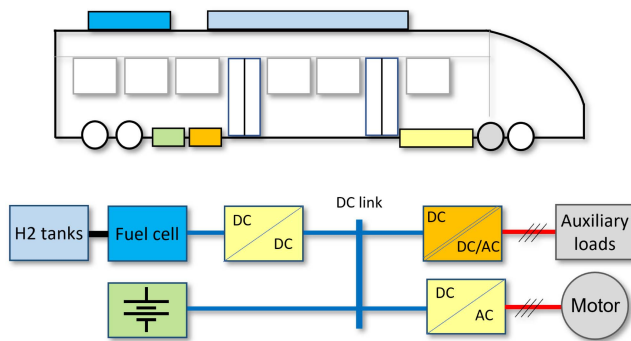 DC link
H2 tanks
Fuel cell
DC
DC
DC
DC/AC
Auxiliary
loads
DC
AC
Motor